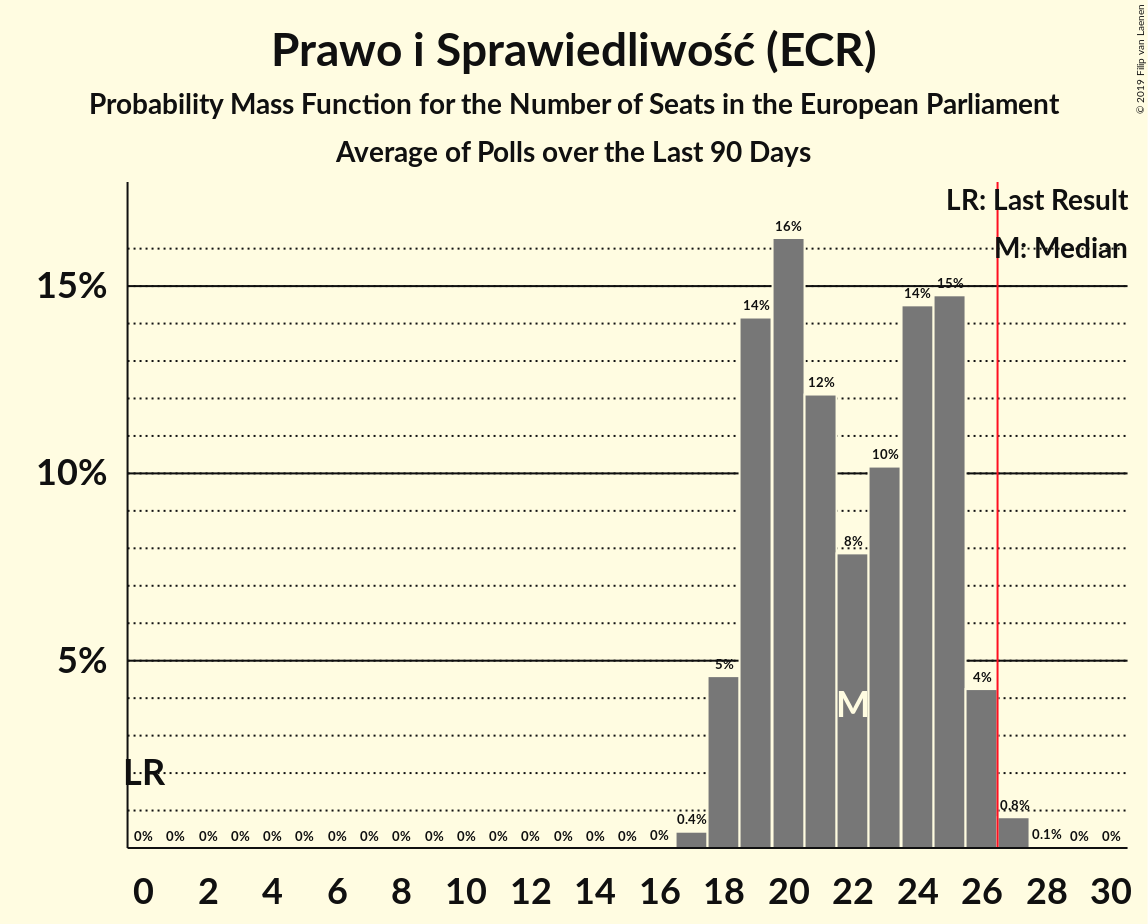 Prawo i Sprawiedliwość (ECR)
Probability Mass Function for the Number of Seats in the European Parliament
Average of Polls over the Last 90 Days
© 2019 Filip van Laenen
LR: Last Result
M: Median
15%
10%
5%
16%
14%
12%
8%
10%
14%
15%
5%
4%
M
LR
0% 0% 0% 0% 0% 0% 0% 0% 0% 0% 0% 0% 0% 0% 0% 0% 0% 0.4% 0.8% 0.1% 0% 0%
0 2 4 6 8 10 12 14 16 18 20 22 24 26 28 30